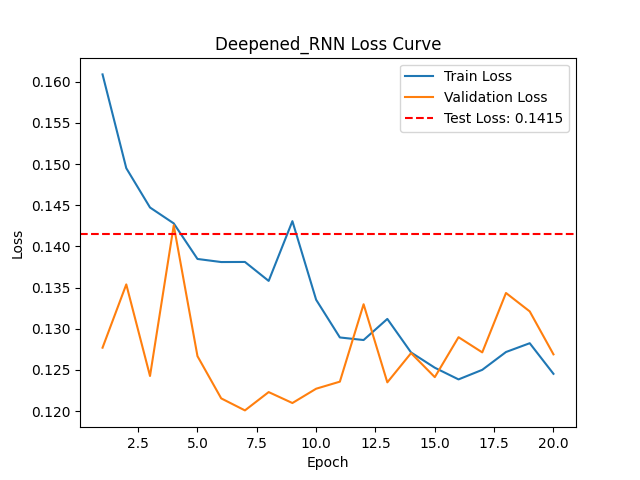 Deepened_RNN Loss Curve
Train Loss
Validation Loss
Test Loss: 0.1415
Loss
0.160
0.155
0.150
0.145
0.140
0.135
0.130
0.125
0.120
2.5 5.0 7.5 10.0 12.5 15.0 17.5 20.0
Epoch